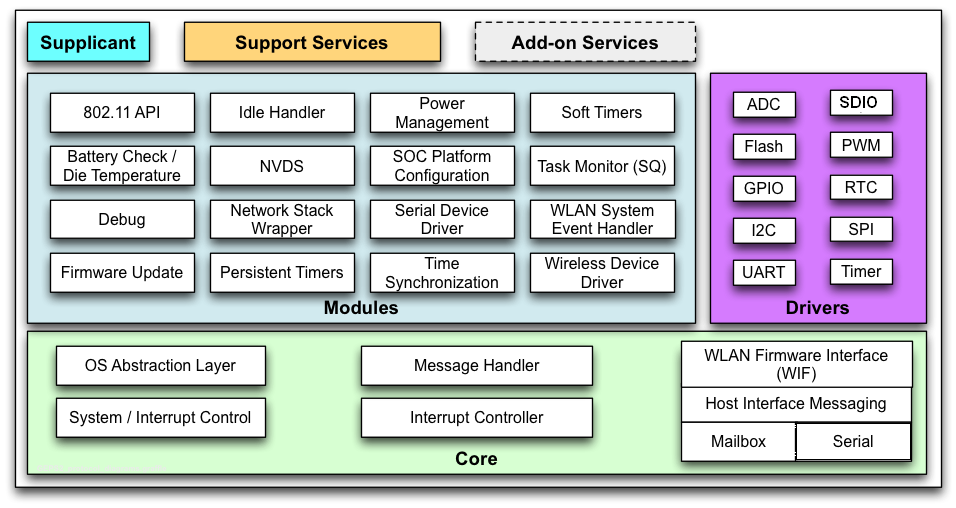 Supplicant
Support Services
Add-on Services
802.11 API
Idle Handler
Power
Management
Soft Timers
Battery Check /
Die Temperature
NVDS
SOC Platform
Configuration
Task Monitor (SQ)
Debug
Network Stack
Wrapper
Serial Device
Driver
WLAN System
Event Handler
Firmware Update
Persistent Timers
Time
Synchronization
Wireless Device
Driver
Modules
ADC
SDIO
Flash
PWM
GPIO
RTC
I2C
SPI
UART
Timer
Drivers
OS Abstraction Layer
Message Handler
WLAN Firmware Interface
(WIF)
System / Interrupt Control
Interrupt Controller
Host Interface Messaging
Mailbox
Serial
Core